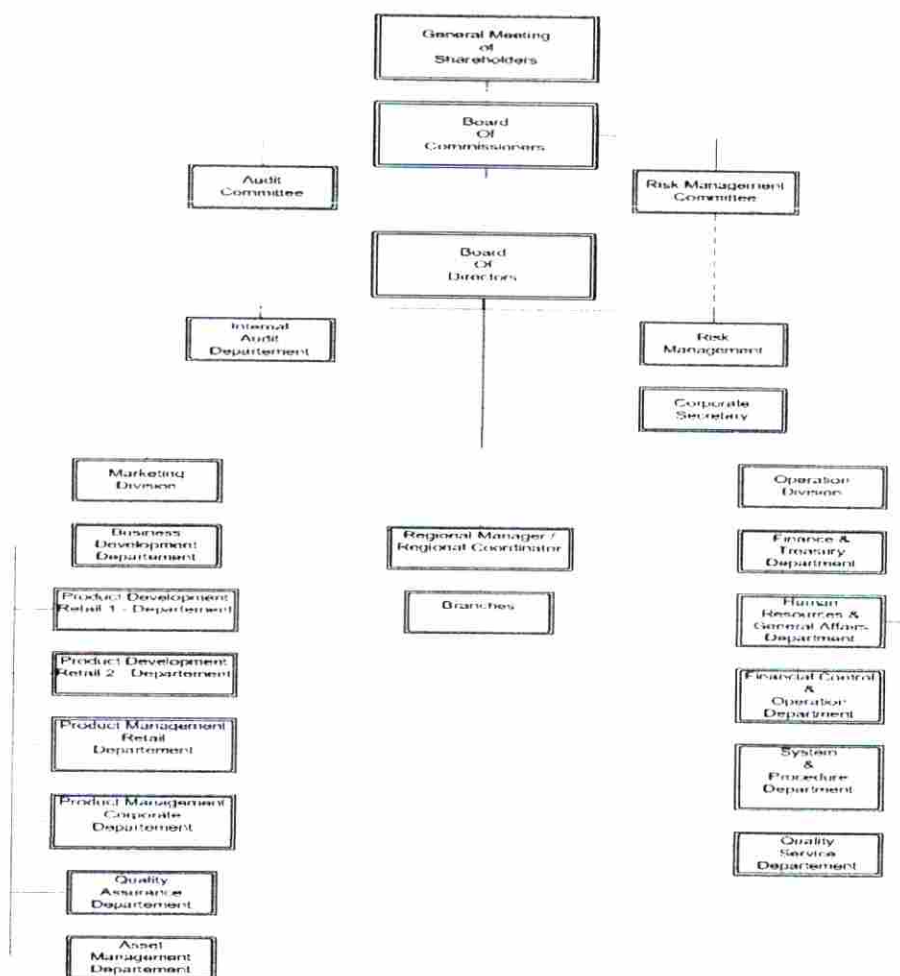 General Meeting
of
Shareholders
Board
Of
Commissioners
Audit
Committee
Risk Management
Committee
Board
Of
Directors
Internal
Audit
Departement
Risk
Management
Corporate
Secretary
Marketing
Division
Operation
Division
Business
Development
Departement
Regional Manager /
Regional Coordinator
Finance &
Treasury
Department
Product Development
Retail 1 - Departement
Branches
Human
Resources &
General Affairs
Department
Product Development
Retail 2 - Departement
Financial Control
&
Operation
Department
Product Management
Retail
Departement
System
&
Procedure
Department
Product Management
Corporate
Departement
Quality
Service
Departement
Quality
Assurance
Departement
Asset
Management
Departement